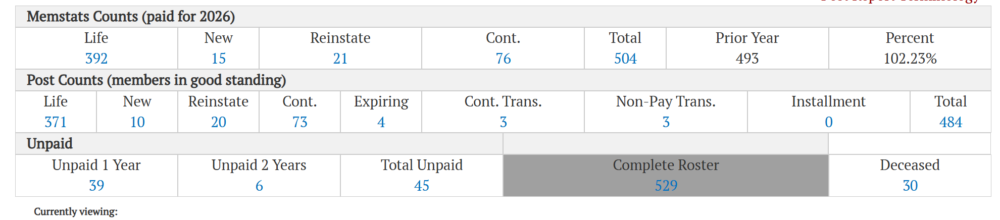 Post Report Terminology
Memstats Counts (paid for 2026)
Life New Reinstate Cont. Total Prior Year Percent
392 15 21 76 504 493 102.23%
Post Counts (members in good standing)
Life New Reinstate Cont. Expiring Cont. Trans. Non-Pay Trans. Installment Total
371 10 20 73 4 3 3 0 484
Unpaid
Unpaid 1 Year Unpaid 2 Years Total Unpaid Complete Roster Deceased
39 6 45 529 30
Currently viewing: